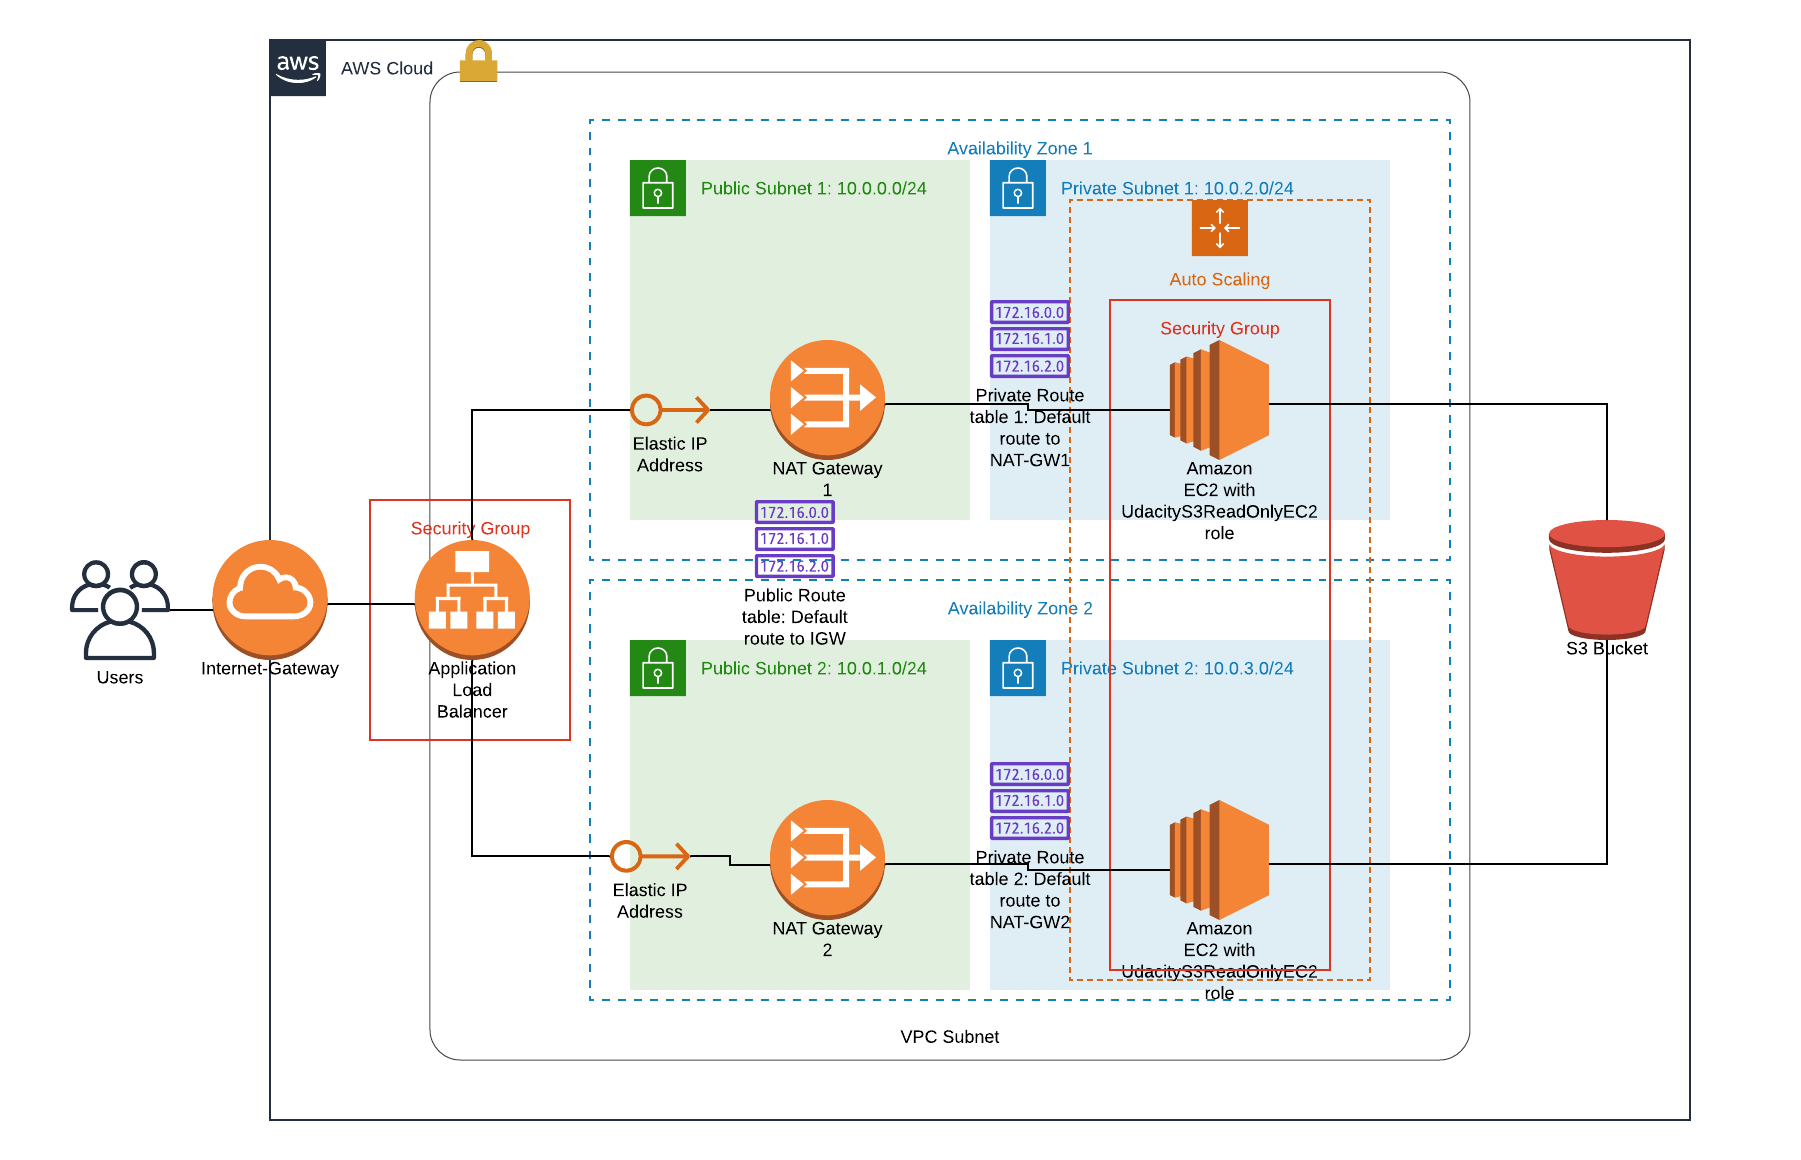 aws
AWS Cloud
Availability Zone 1
Public Subnet 1: 10.0.0.0/24
Private Subnet 1: 10.0.2.0/24
Auto Scaling
172.16.0.0
172.16.1.0
172.16.2.0
Security Group
Private Route
table 1: Default
route to
NAT-GW1
Elastic IP
Address
NAT Gateway
1
Amazon
EC2 with
UdacityS3ReadOnlyEC2
role
172.16.0.0
172.16.1.0
172.16.2.0
Public Route
table: Default
route to IGW
Security Group
Users
Internet-Gateway
Application
Load
Balancer
S3 Bucket
Availability Zone 2
Public Subnet 2: 10.0.1.0/24
Private Subnet 2: 10.0.3.0/24
172.16.0.0
172.16.1.0
172.16.2.0
Private Route
table 2: Default
route to
NAT-GW2
Elastic IP
Address
NAT Gateway
2
Amazon
EC2 with
UdacityS3ReadOnlyEC2
role
VPC Subnet